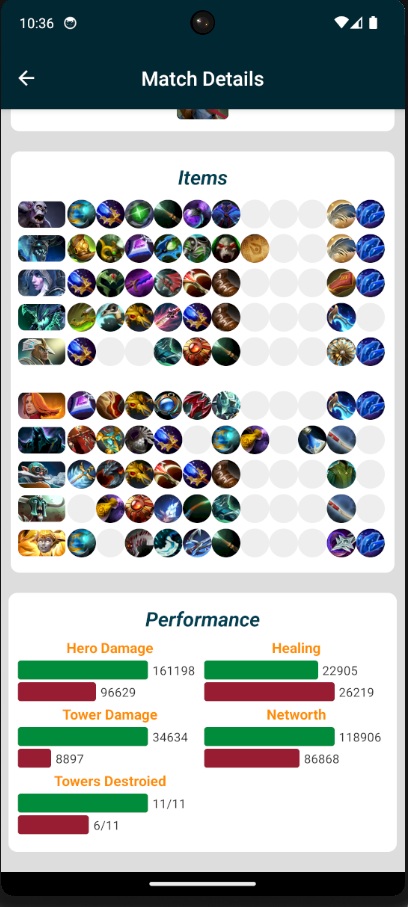 10:36
Match Details
Items
Performance
Hero Damage
Healing
161198
22905
96629
26219
Tower Damage
Networth
34634
118906
8897
86868
Towers Destroied
11/11
6/11